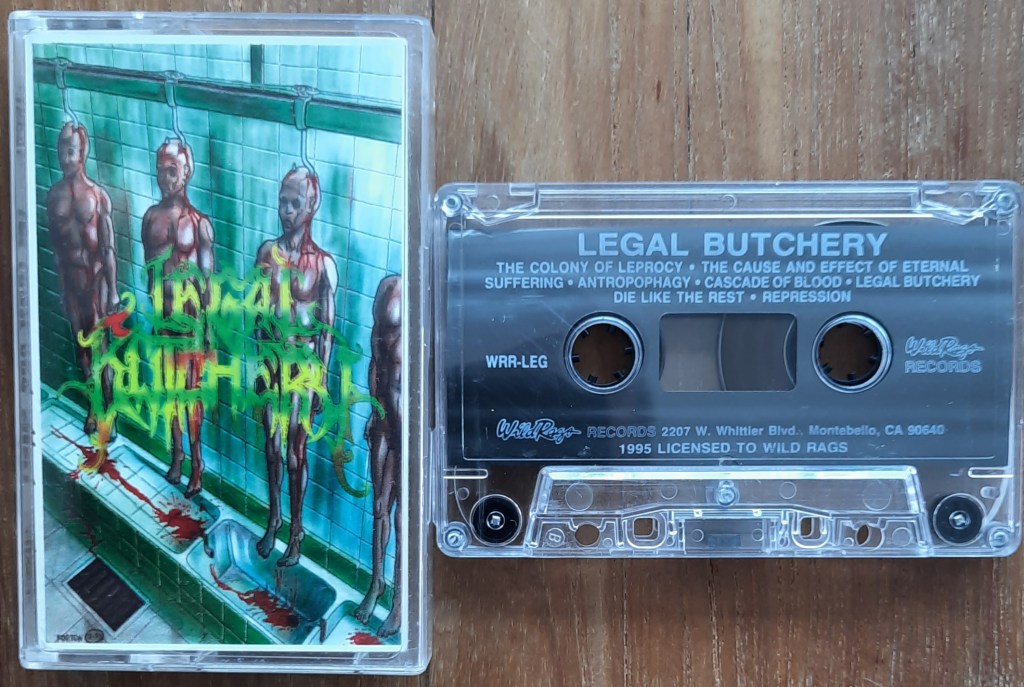 LEGAL
BUTCHERY
LEGAL BUTCHERY
THE COLONY OF LEPROCY • THE CAUSE AND EFFECT OF ETERNAL
SUFFERING • ANTROPOPHAGY • CASCADE OF BLOOD • LEGAL BUTCHERY
DIE LIKE THE REST • REPRESSION
WRR-LEG
Wild Rags
RECORDS
Wild Rags RECORDS 2207 W. Whittier Blvd., Montebello, CA 90640
1995 LICENSED TO WILD RAGS